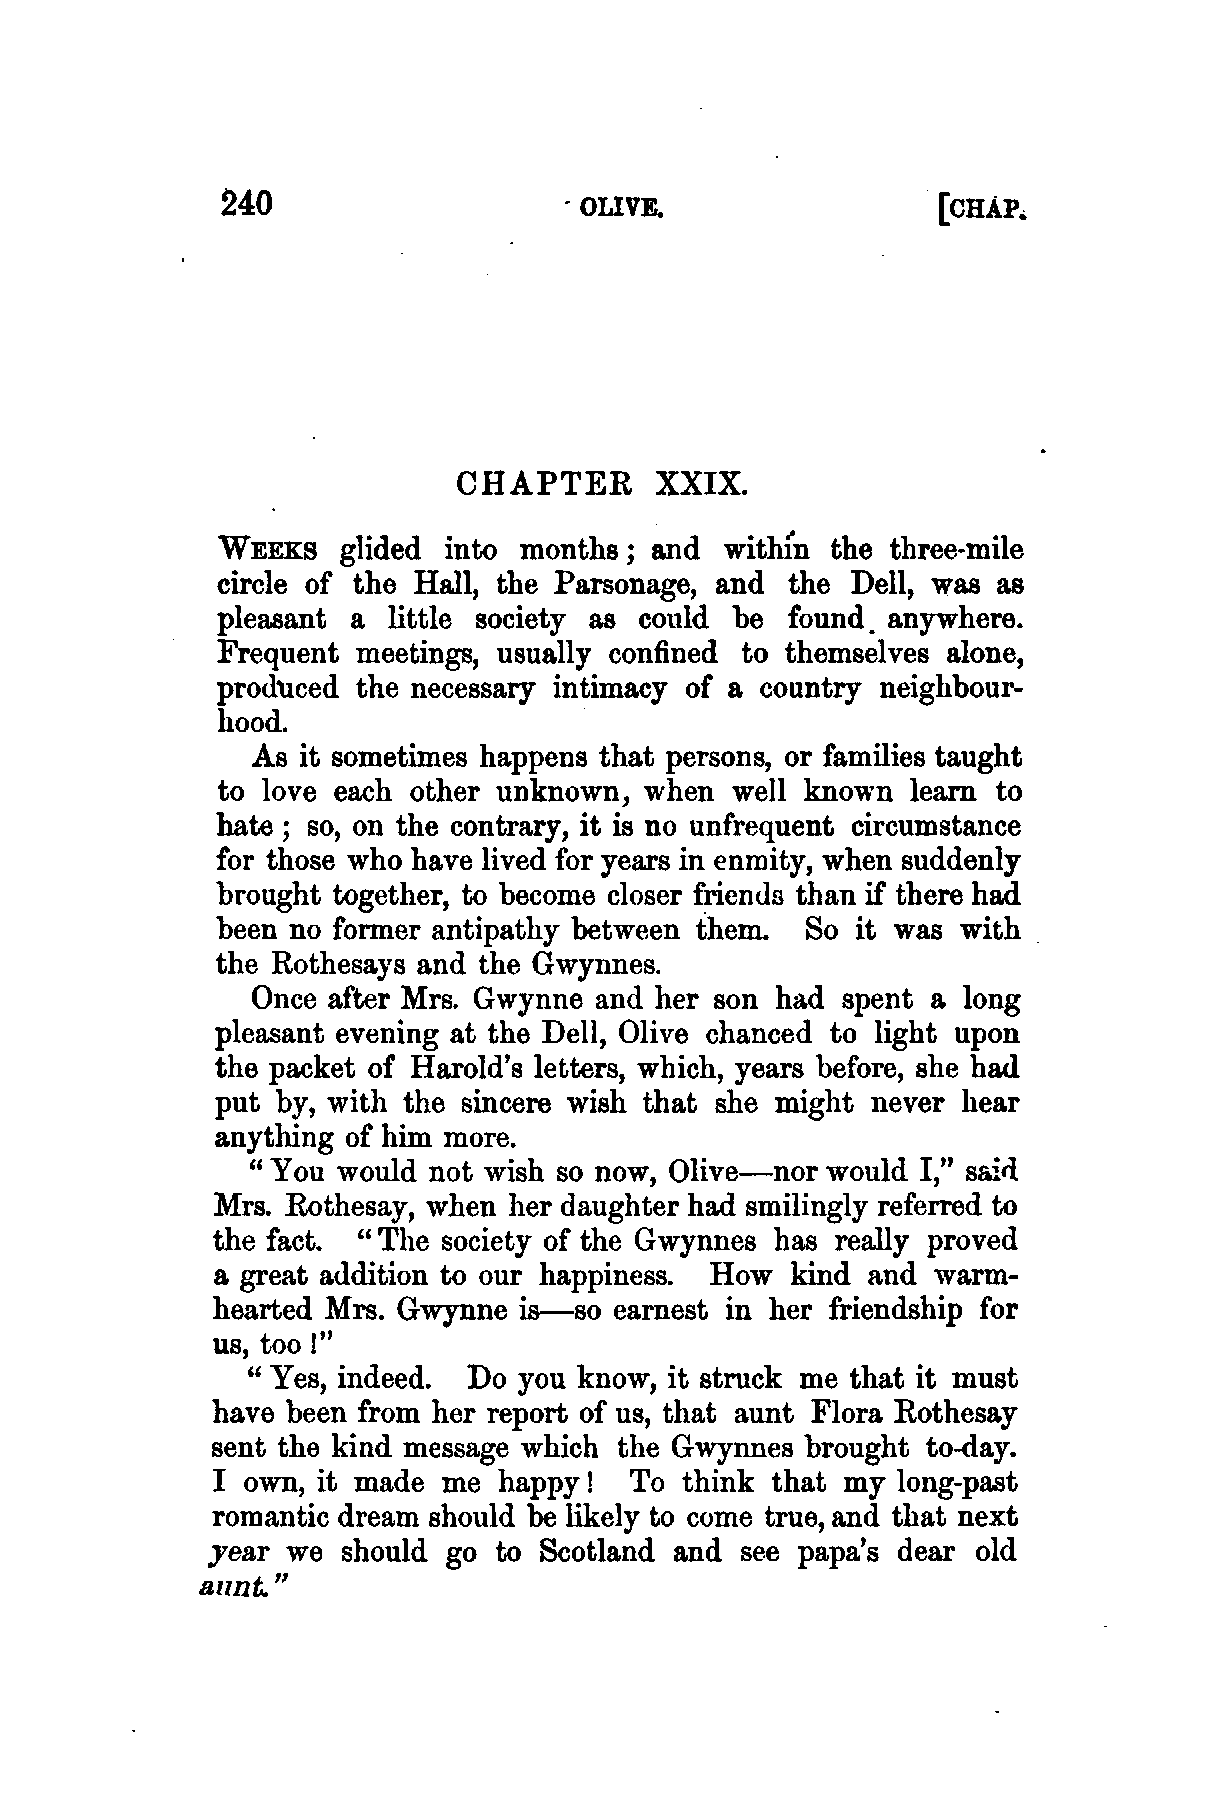 240 OLIVE. [CHAP.
CHAPTER XXIX.
WEEKS glided into months; and within the three-mile
circle of the Hall, the Parsonage, and the Dell, was as
pleasant a little society as could be found anywhere.
Frequent meetings, usually confined to themselves alone,
produced the necessary intimacy of a country neighbour-
hood.
As it sometimes happens that persons, or families taught
to love each other unknown, when well known learn to
hate; so, on the contrary, it is no unfrequent circumstance
for those who have lived for years in enmity, when suddenly
brought together, to become closer friends than if there had
been no former antipathy between them. So it was with
the Rothesays and the Gwynnes.
Once after Mrs. Gwynne and her son had spent a long
pleasant evening at the Dell, Olive chanced to light upon
the packet of Harold's letters, which, years before, she had
put by, with the sincere wish that she might never hear
anything of him more.
"You would not wish so now, Olive—nor would I," said
Mrs. Rothesay, when her daughter had smilingly referred to
the fact. "The society of the Gwynnes has really proved
a great addition to our happiness. How kind and warm-
hearted Mrs. Gwynne is—so earnest in her friendship for
us, too!"
"Yes, indeed. Do you know, it struck me that it must
have been from her report of us, that aunt Flora Rothesay
sent the kind message which the Gwynnes brought to-day.
I own, it made me happy! To think that my long-past
romantic dream should be likely to come true, and that next
year we should go to Scotland and see papa's dear old
aunt."